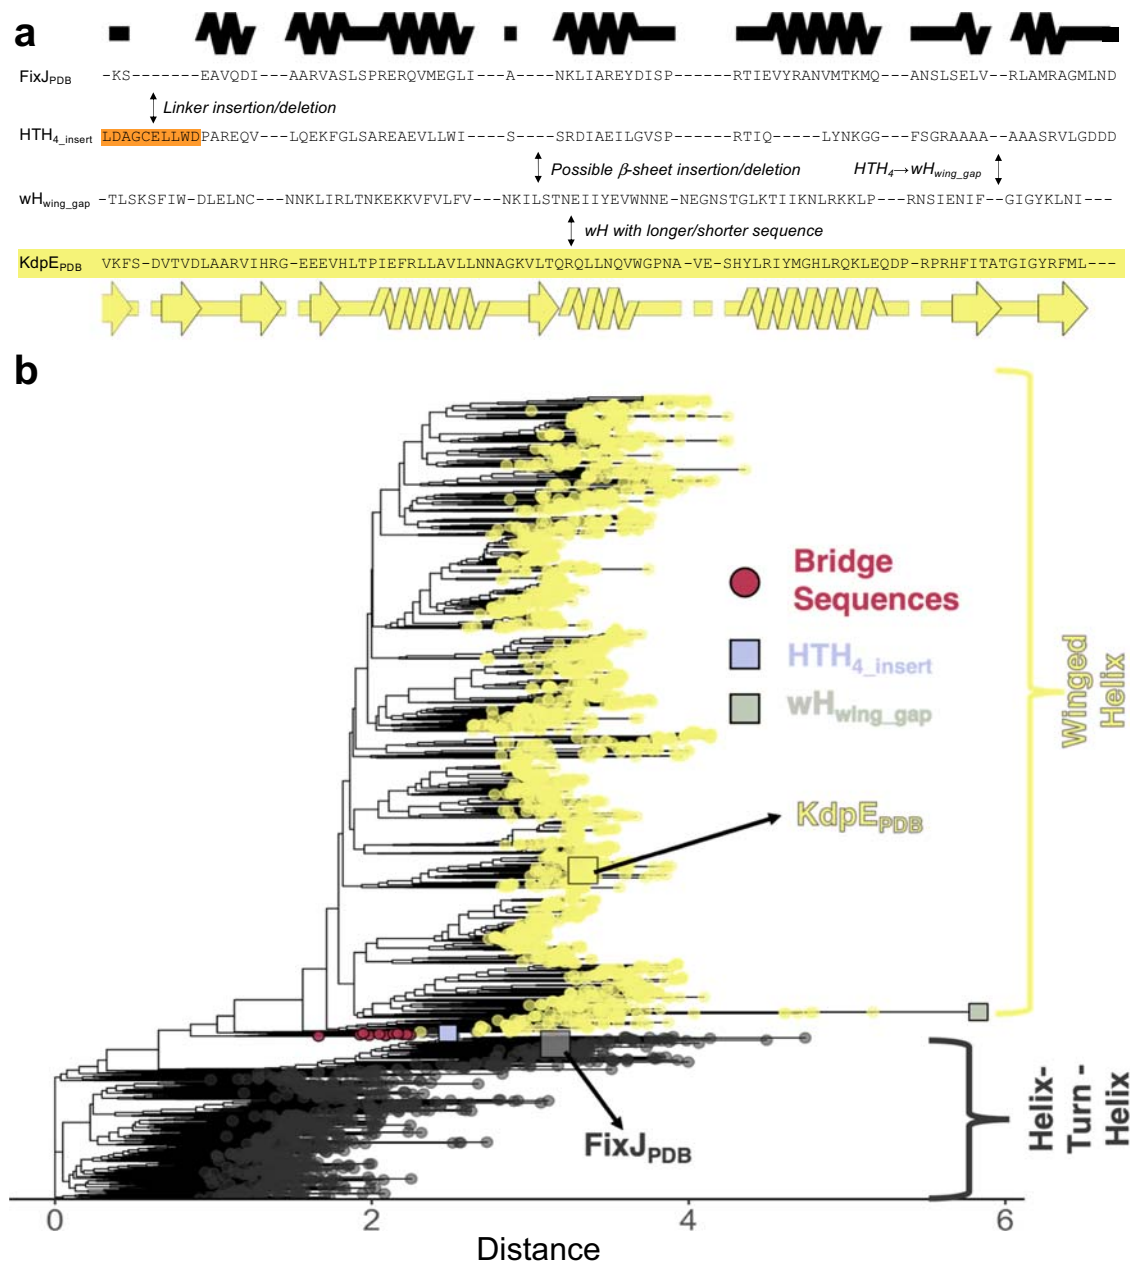 a
FixJPDB -KS-------EAVQDI---AARVASLSPRERQVMEGLI---A----NKLIAREYDISP------RTIEVYRANVMTKMQ---ANSLSELV--RLAMRAGMLND
Linker insertion/deletion
HTH4_insert LDAGCELLWDPAREQV---LQEKFGLSAREAEVLLWI----S----SRDIAEILGVSP------RTIQ-----LYNKGG---FSGRAAAA--AAASRVLGDDD
Possible β-sheet insertion/deletion HTH4→wHwing_gap
wHwing_gap -TLSKSFIW-DLELNC---NNKLIRLTNKEKKVFVLFV---NKILSTNEIIYEVWNNE-NEGNSTGLKTIIKNLRKKLP---RNSIENIF--GIGYKLNI---
wH with longer/shorter sequence
KdpEPDB VKFS-DVTVDLAARVIHRG-EEEVHLTPIEFRLLAVLLNNAGKVLTQRQLLNQVWGPNA-VE-SHYLRIYMGHLRQKLEQDP-RPRHFITATGIGYRFML---
b
Bridge
Sequences
HTH4_insert
wHwing_gap
Winged
Helix
KdpEPDB
FixJPDB
Helix-
Turn -
Helix
0 2 4 6
Distance